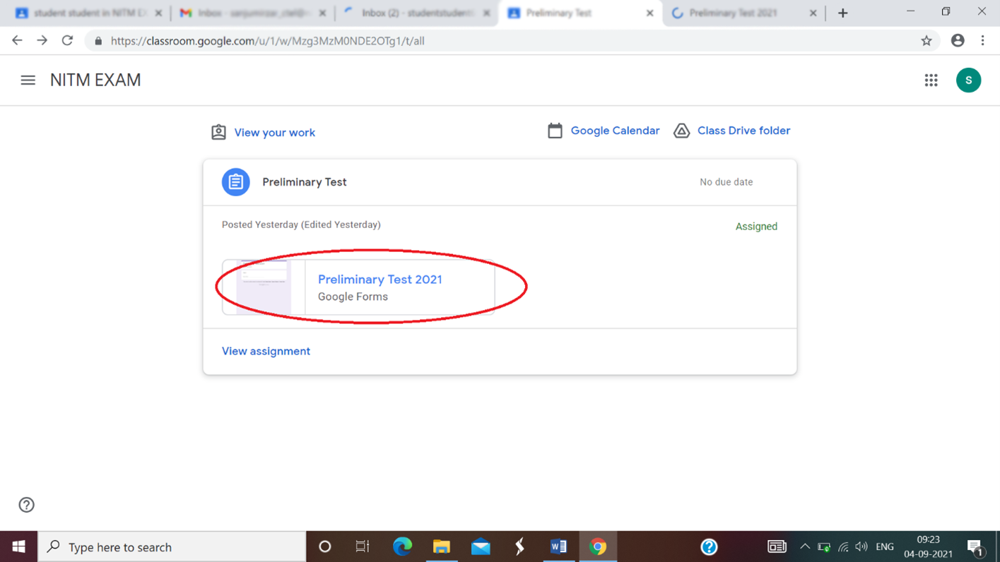 student student in NITM E
Inbox -
Inbox (2) - studentstudent
Preliminary Test
Preliminary Test 2021
https://classroom.google.com/u/1/w/Mzg3MzM0NDE2OTg1/t/all
NITM EXAM
S
View your work
Google Calendar
Class Drive folder
Preliminary Test
No due date
Posted Yesterday (Edited Yesterday)
Assigned
Preliminary Test 2021
Google Forms
View assignment
Type here to search
ENG
09:23
04-09-2021
1